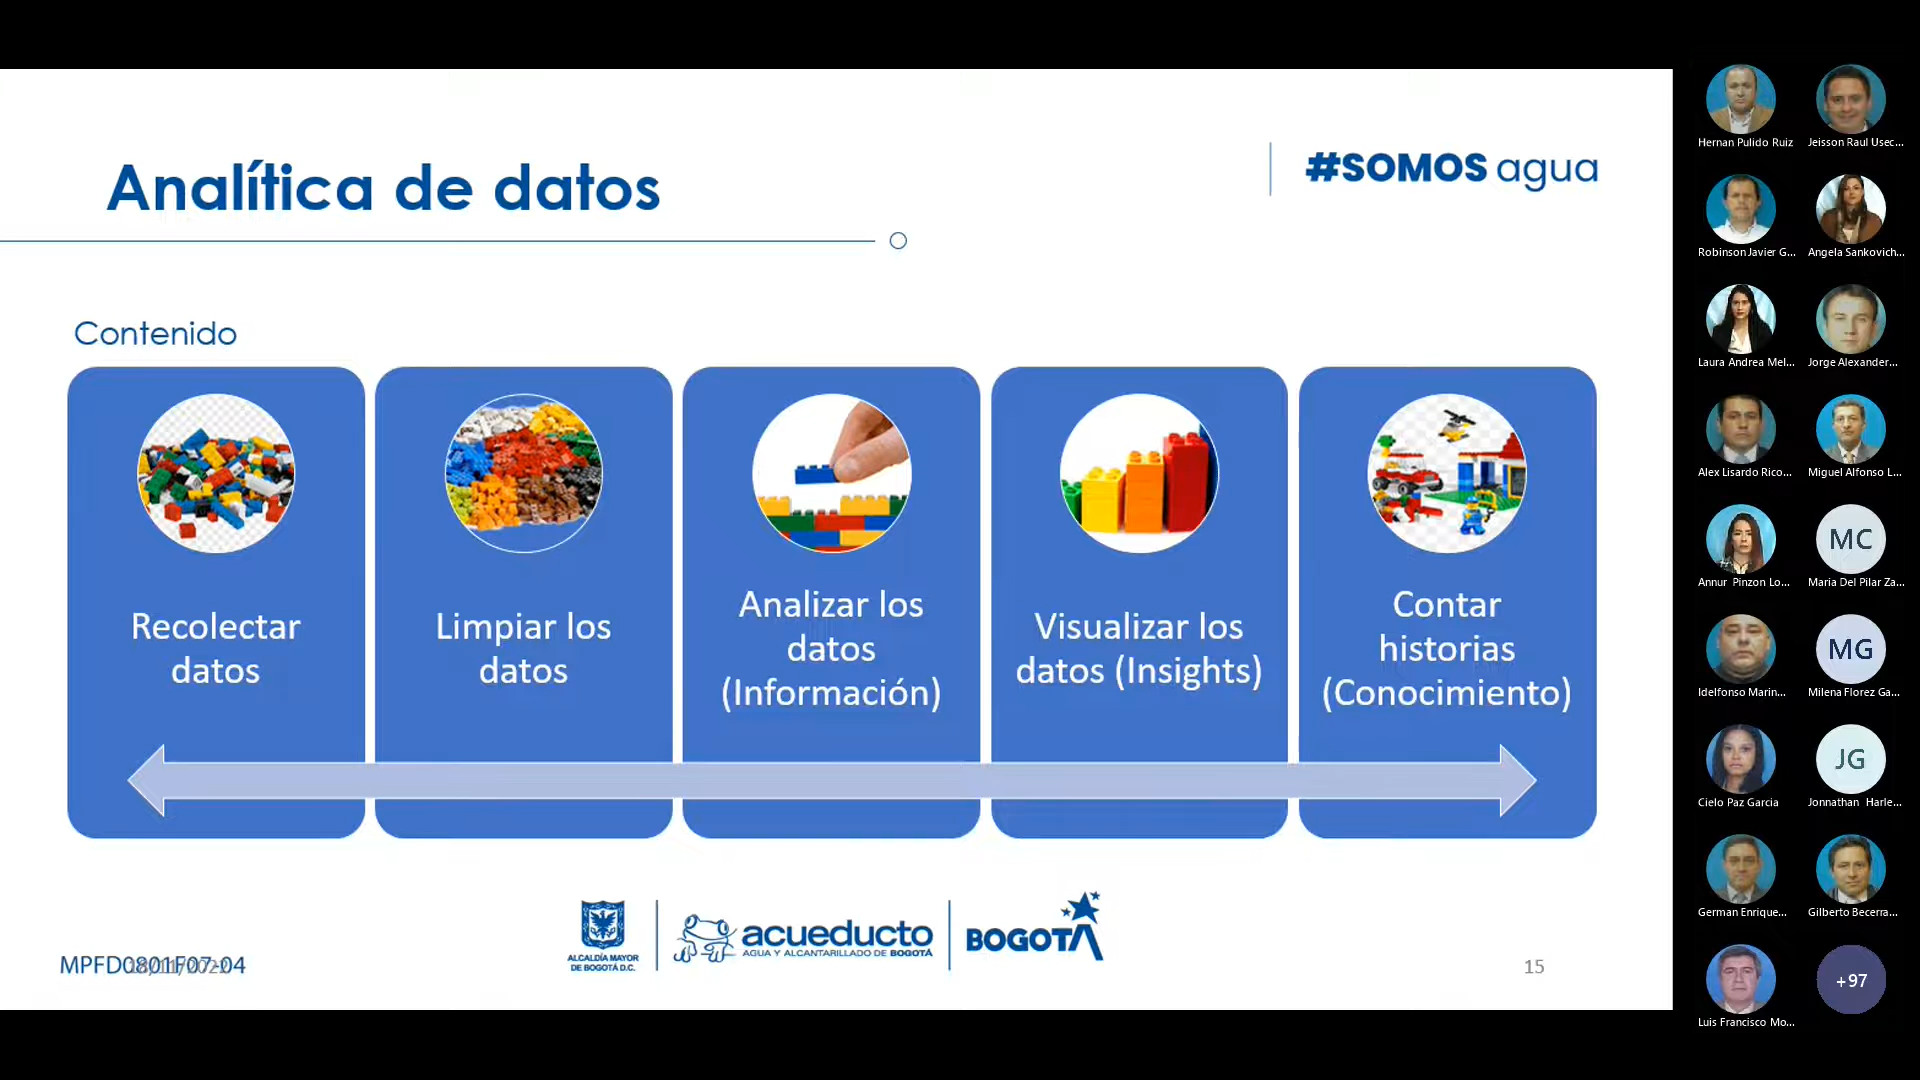 Analítica de datos
#SOMOS agua
Contenido
Recolectar
datos
Limpiar los
datos
Analizar los
datos
(Información)
Visualizar los
datos (Insights)
Contar
historias
(Conocimiento)
MPFD0801F07-04
ALCALDÍA MAYOR
DE BOGOTÁ D.C.
acueducto
AGUA Y ALCANTARILLADO DE BOGOTÁ
BOGOTÁ
15
Hernan Pulido Ruiz
Jeisson Raul Usec...
Robinson Javier G...
Angela Sankovich...
Laura Andrea Mel...
Jorge Alexander...
Alex Lisardo Rico...
Miguel Alfonso L...
Annur Pinzon Lo...
MC
Maria Del Pilar Za...
Idelfonso Marin...
MG
Milena Florez Ga...
Cielo Paz Garcia
JG
Jonnathan Harle...
German Enrique...
Gilberto Becerra...
Luis Francisco Mo...
+97